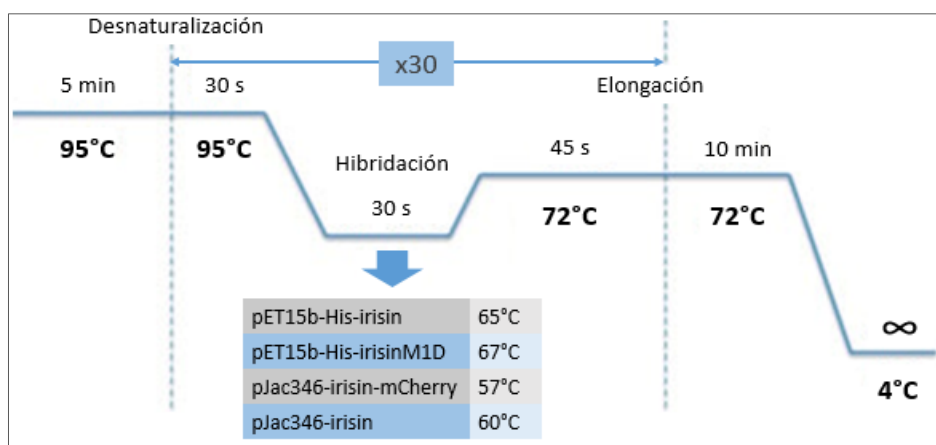 Desnaturalización
x30
5 min
30 s
Elongación
95°C
95°C
Hibridación
30 s
45 s
10 min
72°C
72°C
pET15b-His-irisin 65°C
pET15b-His-irisinM1D 67°C
pJac346-irisin-mCherry 57°C
pJac346-irisin 60°C
∞
4°C